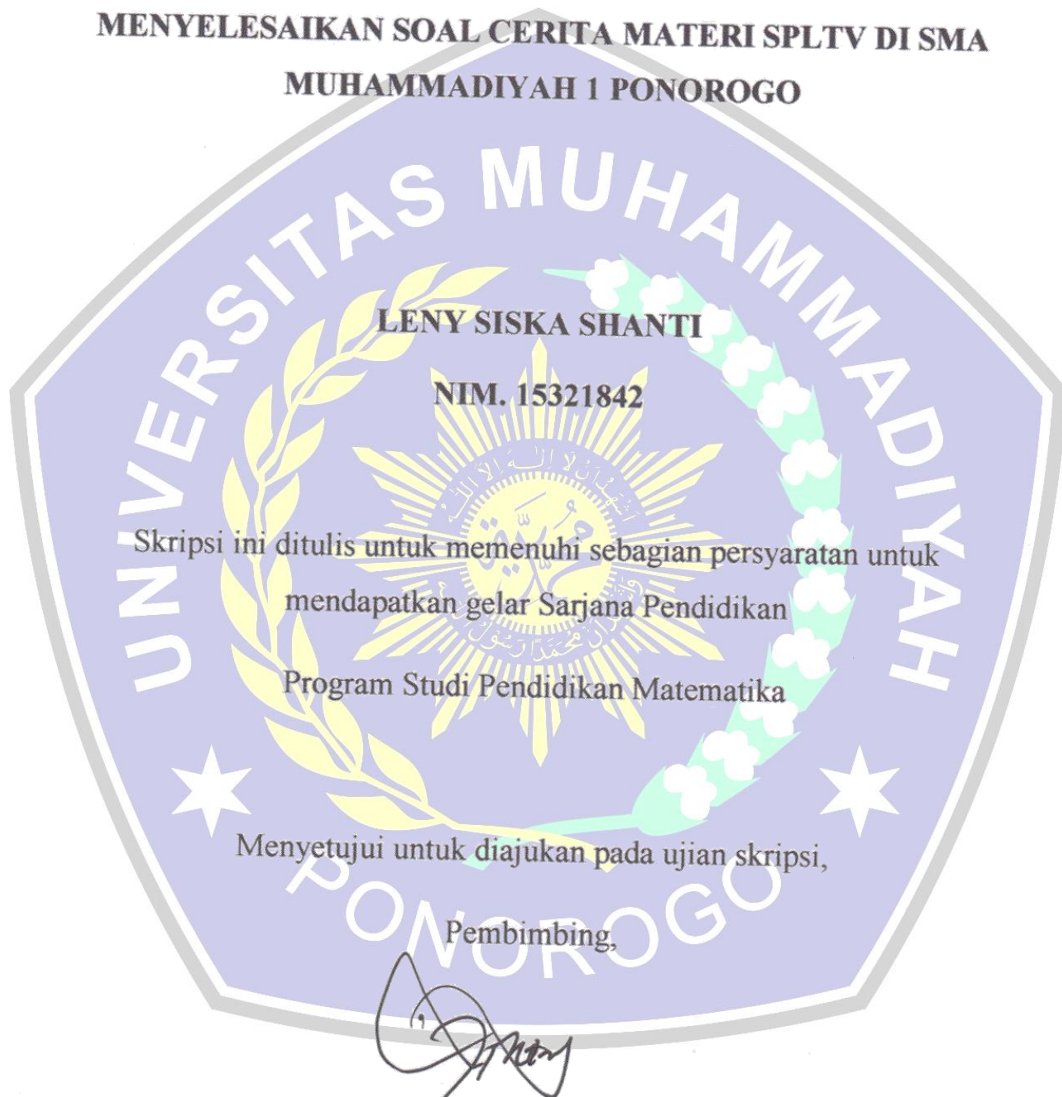 MENYELESAIKAN SOAL CERITA MATERI SPLTV DI SMA
MUHAMMADIYAH 1 PONOROGO
UNIVERSITAS MUHAMMADIYAH
LENY SISKA SHANTI
NIM. 15321842
Skripsi ini ditulis untuk memenuhi sebagian persyaratan untuk
mendapatkan gelar Sarjana Pendidikan
Program Studi Pendidikan Matematika
Menyetujui untuk diajukan pada ujian skripsi,
PONOROGO
Pembimbing,